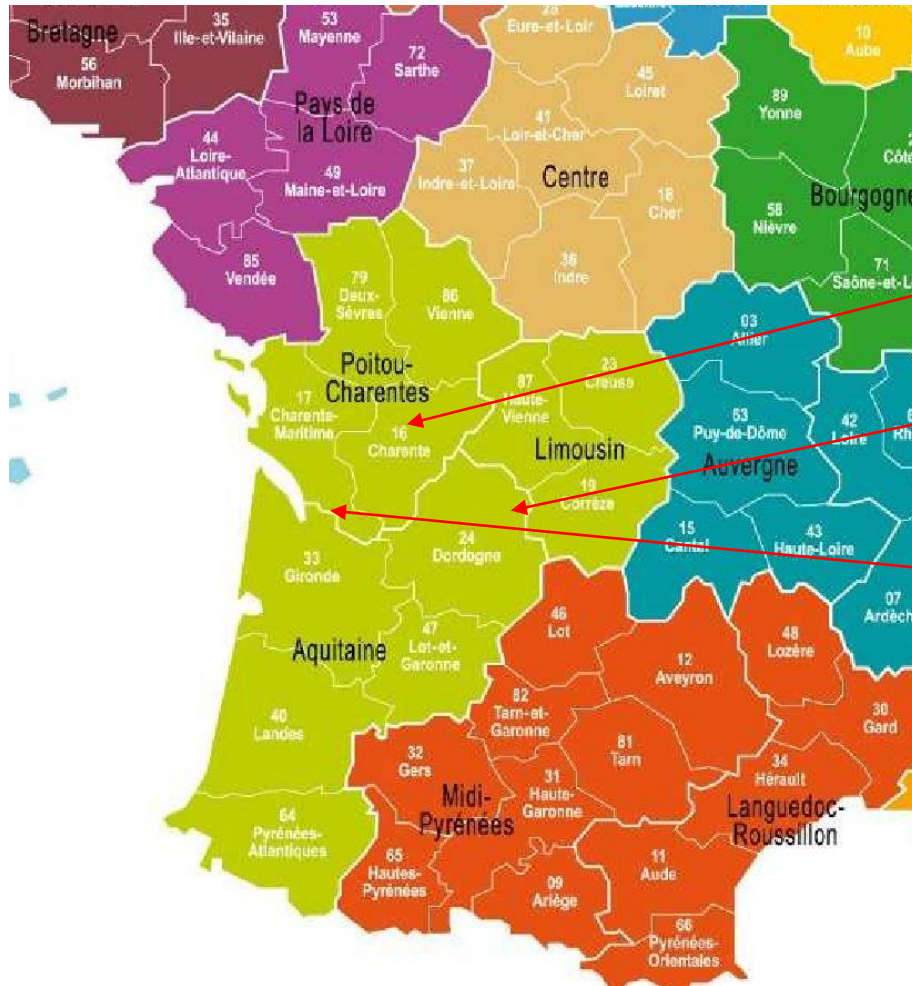 35
Ille-et-Vilaine
Bretagne
56
Morbihan
53
Mayenne
72
Sarthe
Pays de
la Loire
44
Loire-
Atlantique
49
Maine-et-Loire
85
Vendée
Eure-et-Loir
45
Loiret
41
Loir-et-Cher
37
Indre-et-Loire
Centre
18
Cher
36
Indre
10
Aube
89
Yonne
Côte
Bourgogne
58
Nièvre
71
Saône-et-L
79
Deux-
Sèvres
86
Vienne
Poitou-
Charentes
17
Charente-
Maritime
16
Charente
87
Haute-
Vienne
23
Creuse
Limousin
19
Corrèze
03
Allier
63
Puy-de-Dôme
Auvergne
42
Loire
Rh
15
Cantal
43
Haute-Loire
07
Ardèch
24
Dordogne
33
Gironde
Aquitaine
47
Lot-et-
Garonne
40
Landes
64
Pyrénées-
Atlantiques
46
Lot
12
Aveyron
48
Lozère
30
Gard
82
Tarn-et-
Garonne
81
Tarn
32
Gers
31
Haute-
Garonne
Midi-
Pyrénées
34
Hérault
Languedoc-
Roussillon
65
Hautes-
Pyrénées
09
Ariège
11
Aude
66
Pyrénées-
Orientales